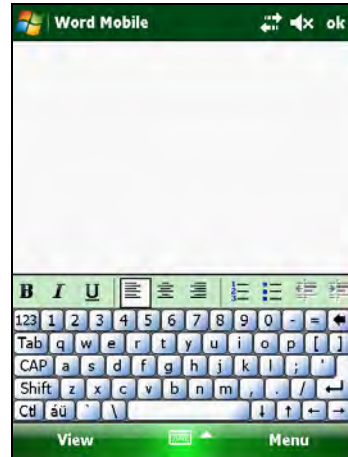 Word Mobile ok
B I U
123 1 2 3 4 5 6 7 8 9 0 - =
Tab q w e r t y u i o p [ ]
CAP a s d f g h j k l ; '
Shift z x c v b n m , . /
Ctl áü ` \ ↓ ↑ ← →
View Menu